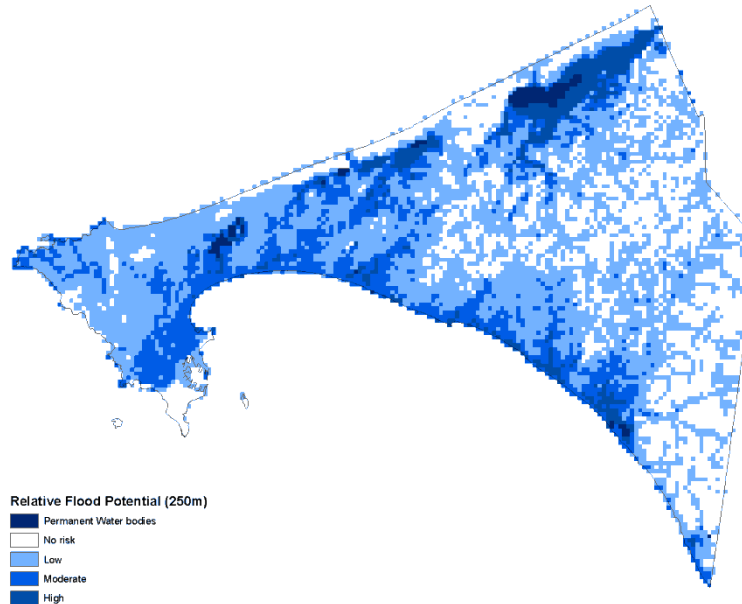 Relative Flood Potential (250m)
Permanent Water bodies
No risk
Low
Moderate
High